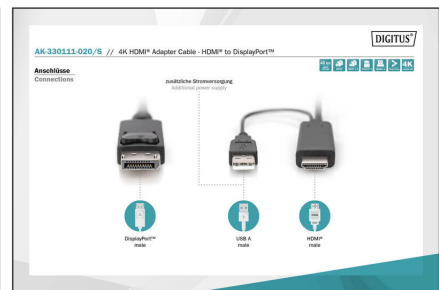 DIGITUS®
AK-330111-020/S // 4K HDMI® Adapter Cable - HDMI® to DisplayPort™
Anschlüsse
Connections
4K
zusätzliche Stromversorgung
Additional power supply
DisplayPort™
male
USB A
male
HDMI®
male